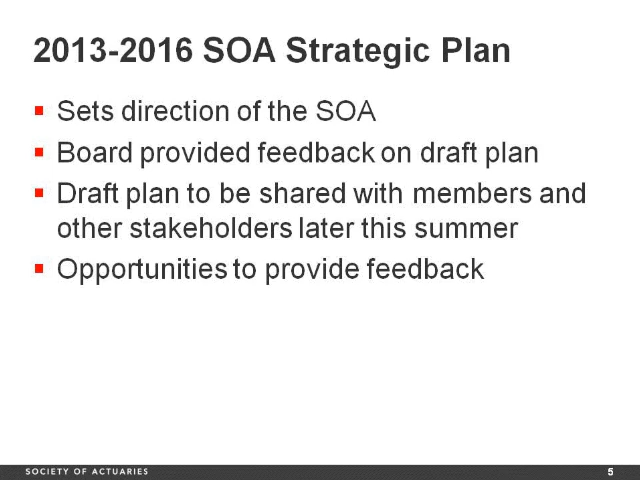 2013-2016 SOA Strategic Plan
Sets direction of the SOA
Board provided feedback on draft plan
Draft plan to be shared with members and
other stakeholders later this summer
Opportunities to provide feedback
SOCIETY OF ACTUARIES
5